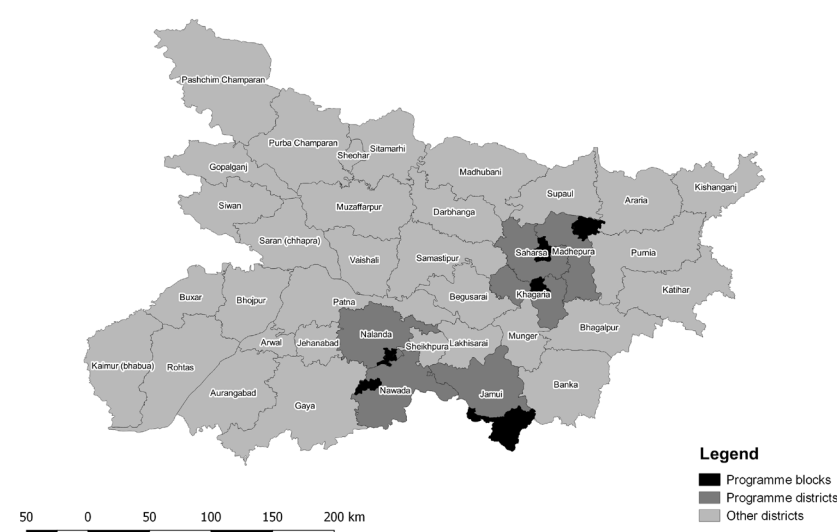 Pashchim Champaran
Purba Champaran
Sheohar
Sitamarhi
Gopalganj
Madhubani
Supaul
Araria
Kishanganj
Siwan
Muzaffarpur
Darbhanga
Saran (chhapra)
Vaishali
Samastipur
Saharsa
Madhepura
Purnia
Katihar
Buxar
Bhojpur
Patna
Begusarai
Khagaria
Bhagalpur
Kaimur (bhabua)
Rohtas
Arwal
Jehanabad
Nalanda
Sheikhpura
Lakhisarai
Munger
Aurangabad
Gaya
Nawada
Jamui
Banka
Legend
Programme blocks
Programme districts
Other districts
50 0 50 100 150 200 km